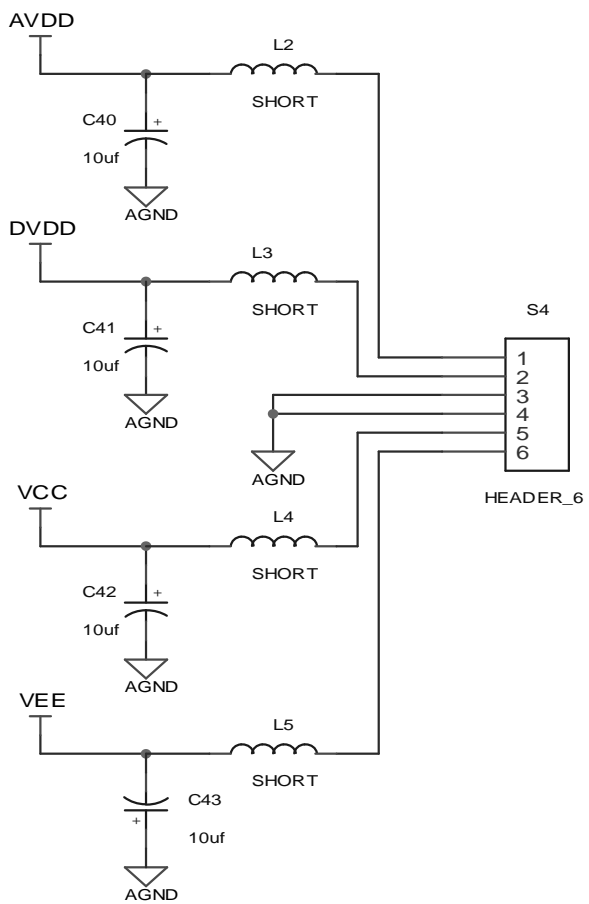 AVDD
L2
SHORT
C40
+
10uf
AGND
DVDD
L3
SHORT
C41
+
10uf
AGND
S4
1
2
3
4
5
6
HEADER_6
AGND
VCC
L4
SHORT
C42
+
10uf
AGND
VEE
L5
SHORT
C43
+
10uf
AGND